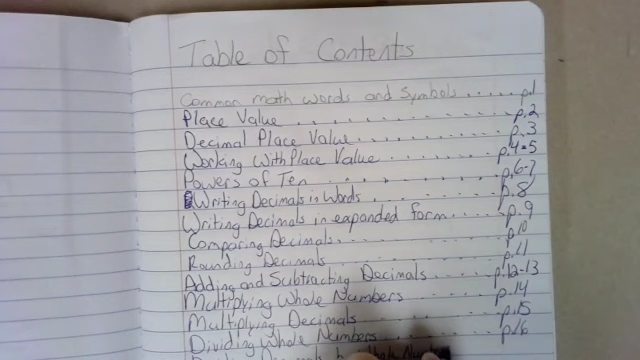 Table of Contents
Common math words and symbols..... p.1
Place Value............ p.2
Decimal Place Value......... p.3
Working with Place Value....... p.4-5
Powers of Ten............ p.6-7
Writing Decimals in Words........ p.8
Writing Decimals in expanded form.... p.9
Comparing Decimals......... p.10
Rounding Decimals......... p.11
Adding and Subtracting Decimals..... p.12-13
Multiplying Whole Numbers....... p.14
Multiplying Decimals........ p.15
Dividing Whole Numbers...... p.16
Decimals by Whole